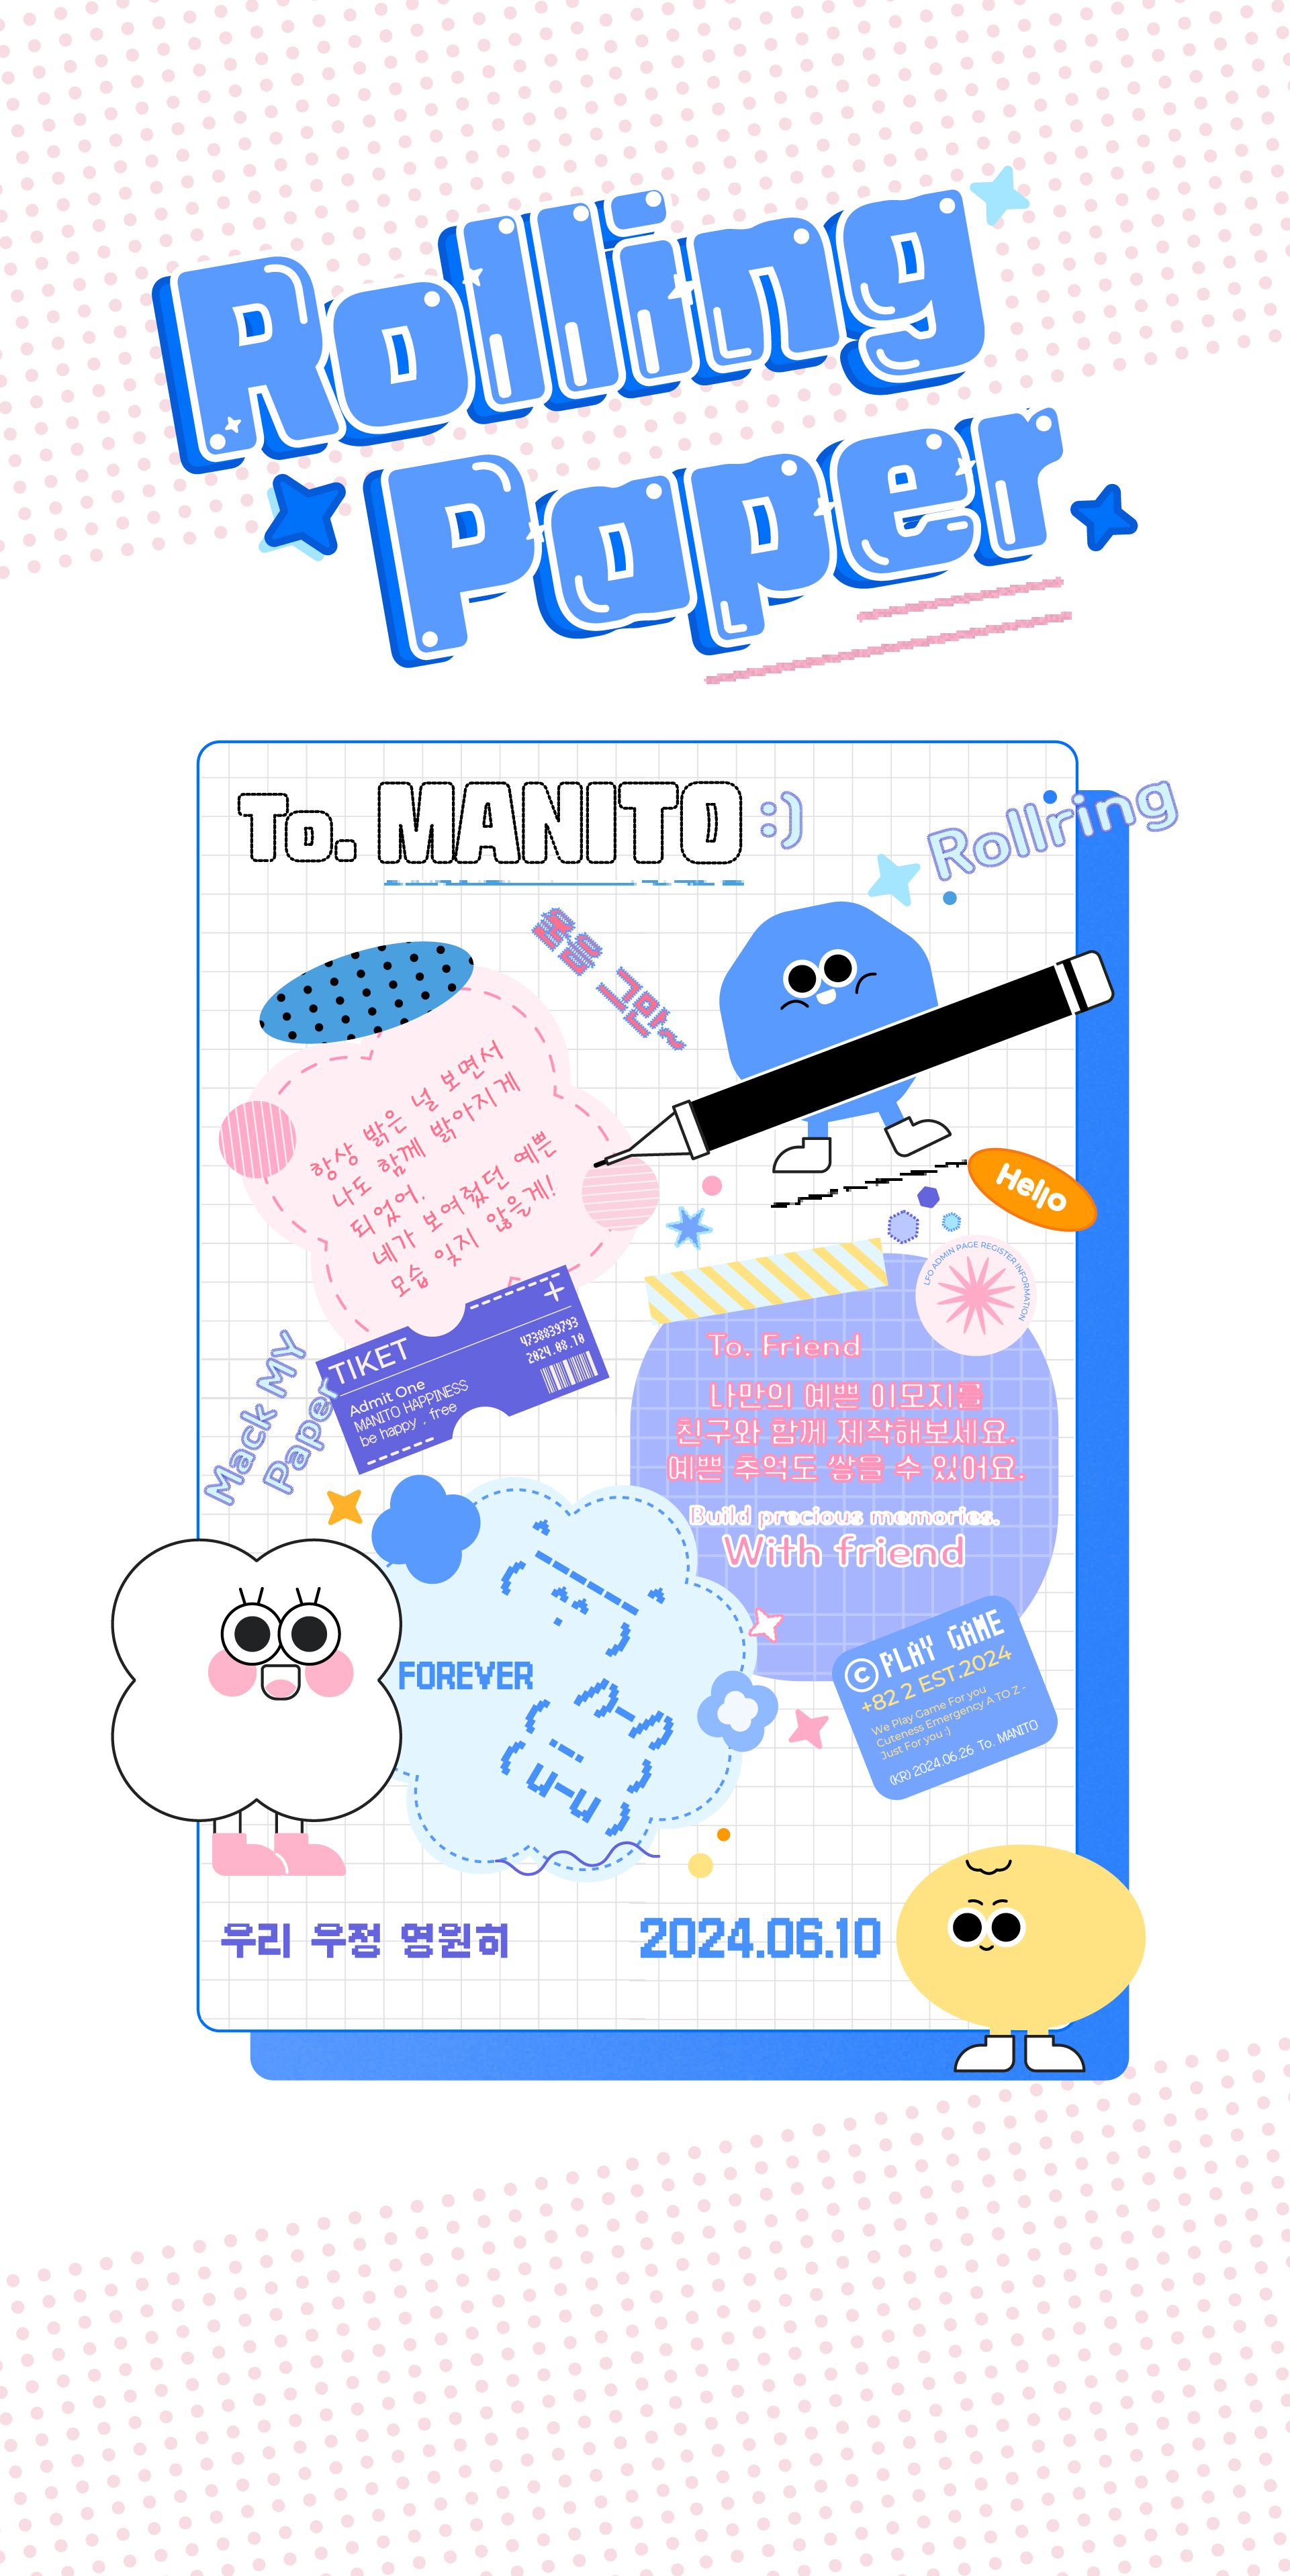 Rolling
Paper
To. MANITO :)
Rollring
항상 밝은 널 보면서
나도 함께 밝아지게
되었어.
네가 보여줬던 예쁜
모습 잊지 않을게!
Hello
LFO ADMIN PAGE REGISTER INFORMATION
TIKET
Admit One
MANITO HAPPINESS
be happy , free
4738839793
2024.08.10
Mack MY
Paper
To. Friend
나만의 예쁜 이모지를
친구와 함께 제작해보세요.
예쁜 추억도 쌓을 수 있어요.
Build precious memories.
With friend
FOREVER
C PLAY GAME
+82 2 EST.2024
We Play Game For you
Cuteness Emergency A TO Z -
Just For you :)
(KR) 2024.06.26 To. MANITO
우리 우정 영원히
2024.06.10